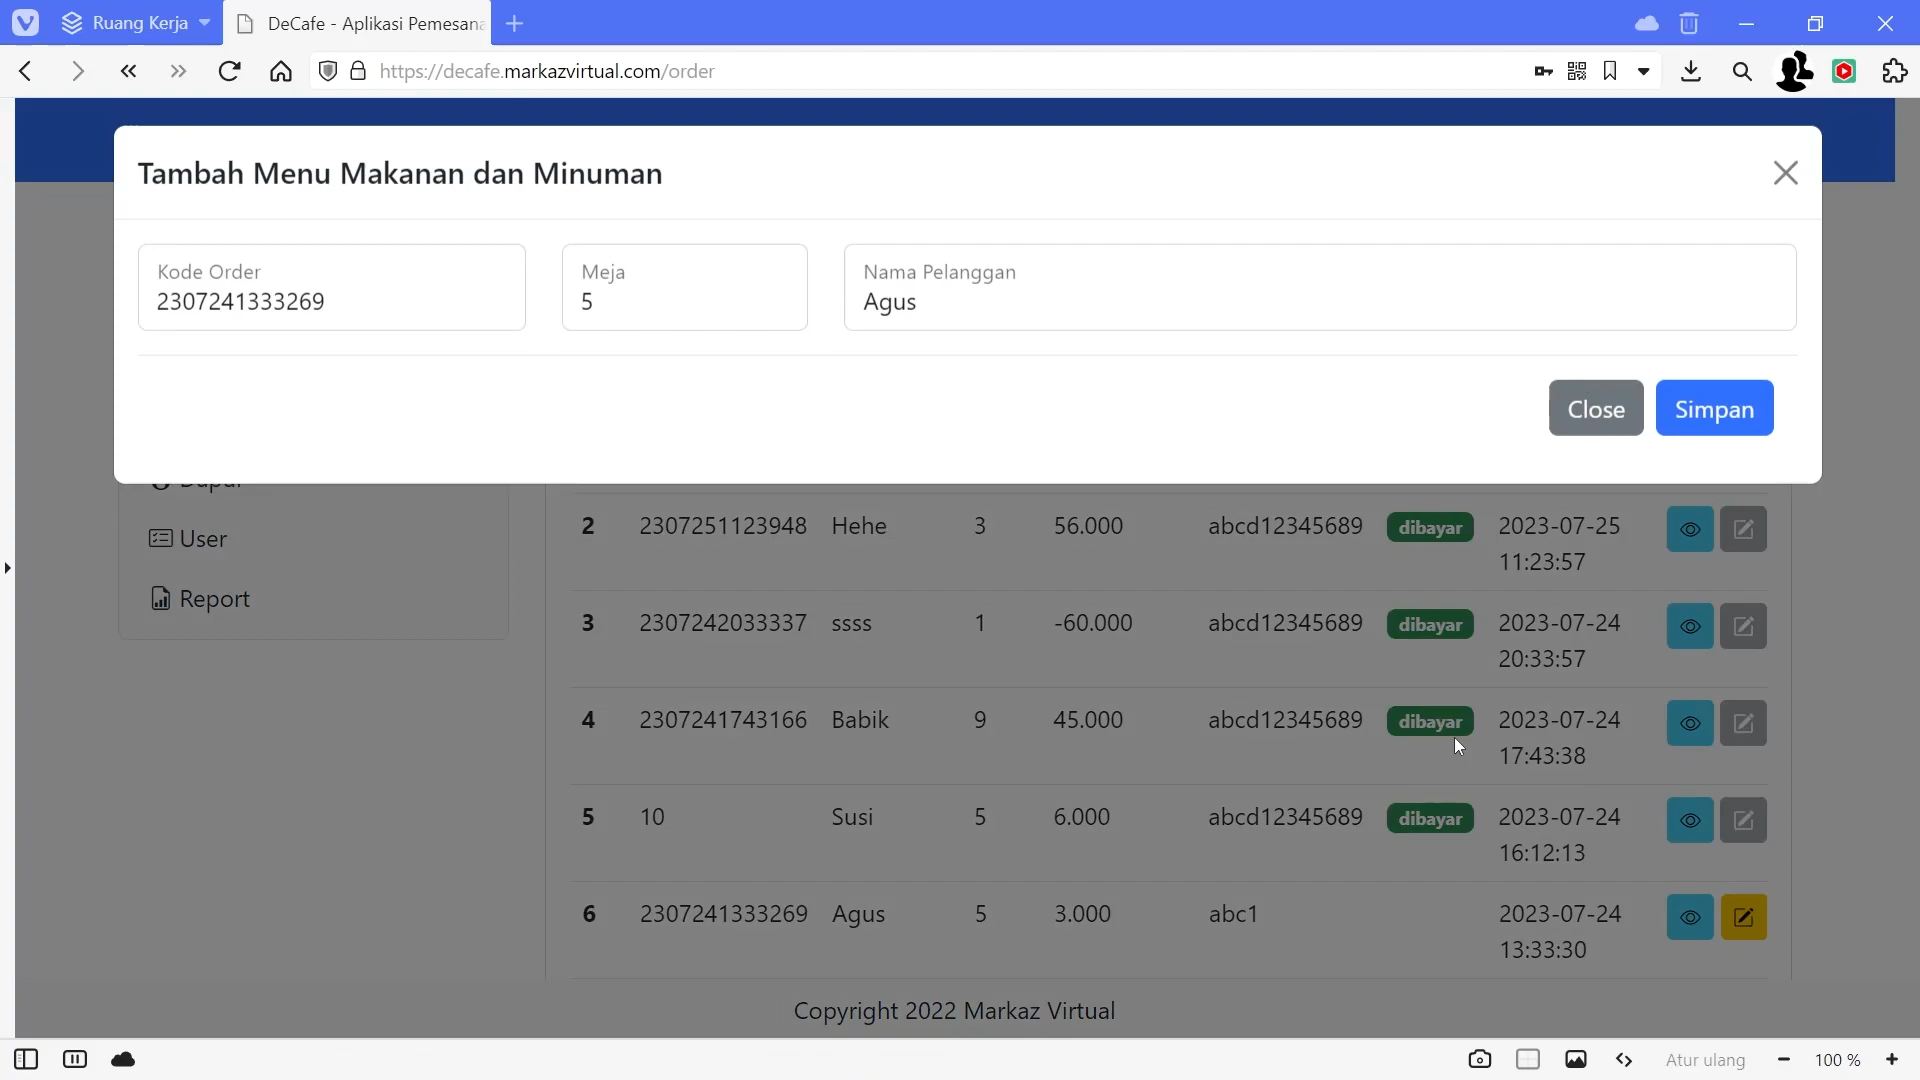 Ruang Kerja
DeCafe - Aplikasi Pemesana
https://decafe.markazvirtual.com/order
Tambah Menu Makanan dan Minuman
Kode Order
2307241333269
Meja
5
Nama Pelanggan
Agus
Close
Simpan
Dapur
User
Report
2 2307251123948 Hehe 3 56.000 abcd12345689 dibayar 2023-07-25
11:23:57
3 2307242033337 ssss 1 -60.000 abcd12345689 dibayar 2023-07-24
20:33:57
4 2307241743166 Babik 9 45.000 abcd12345689 dibayar 2023-07-24
17:43:38
5 10 Susi 5 6.000 abcd12345689 dibayar 2023-07-24
16:12:13
6 2307241333269 Agus 5 3.000 abc1 2023-07-24
13:33:30
Copyright 2022 Markaz Virtual
Atur ulang
100 %